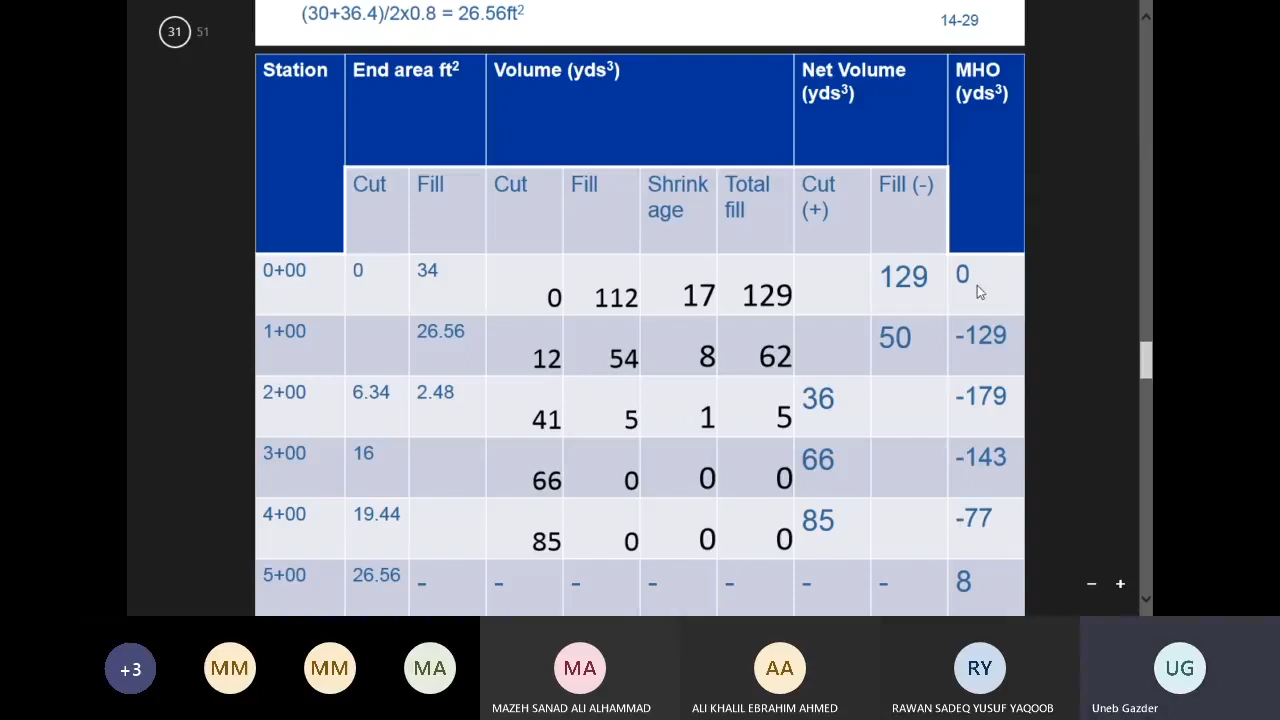 (30+36.4)/2x0.8 = 26.56ft²
14-29
31 51
Station End area ft² Volume (yds³) Net Volume (yds³) MHO (yds³)
Cut Fill Cut Fill Shrink age Total fill Cut (+) Fill (-)
0+00 0 34 0 112 17 129 129 0
1+00 26.56 12 54 8 62 50 -129
2+00 6.34 2.48 41 5 1 5 36 -179
3+00 16 66 0 0 0 66 -143
4+00 19.44 85 0 0 0 85 -77
5+00 26.56 - - - - - - - 8
+3 MM MM MA MA AA RY UG
MAZEH SANAD ALI ALHAMMAD ALI KHALIL EBRAHIM AHMED RAWAN SADEQ YUSUF YAQOOB Uneb Gazder